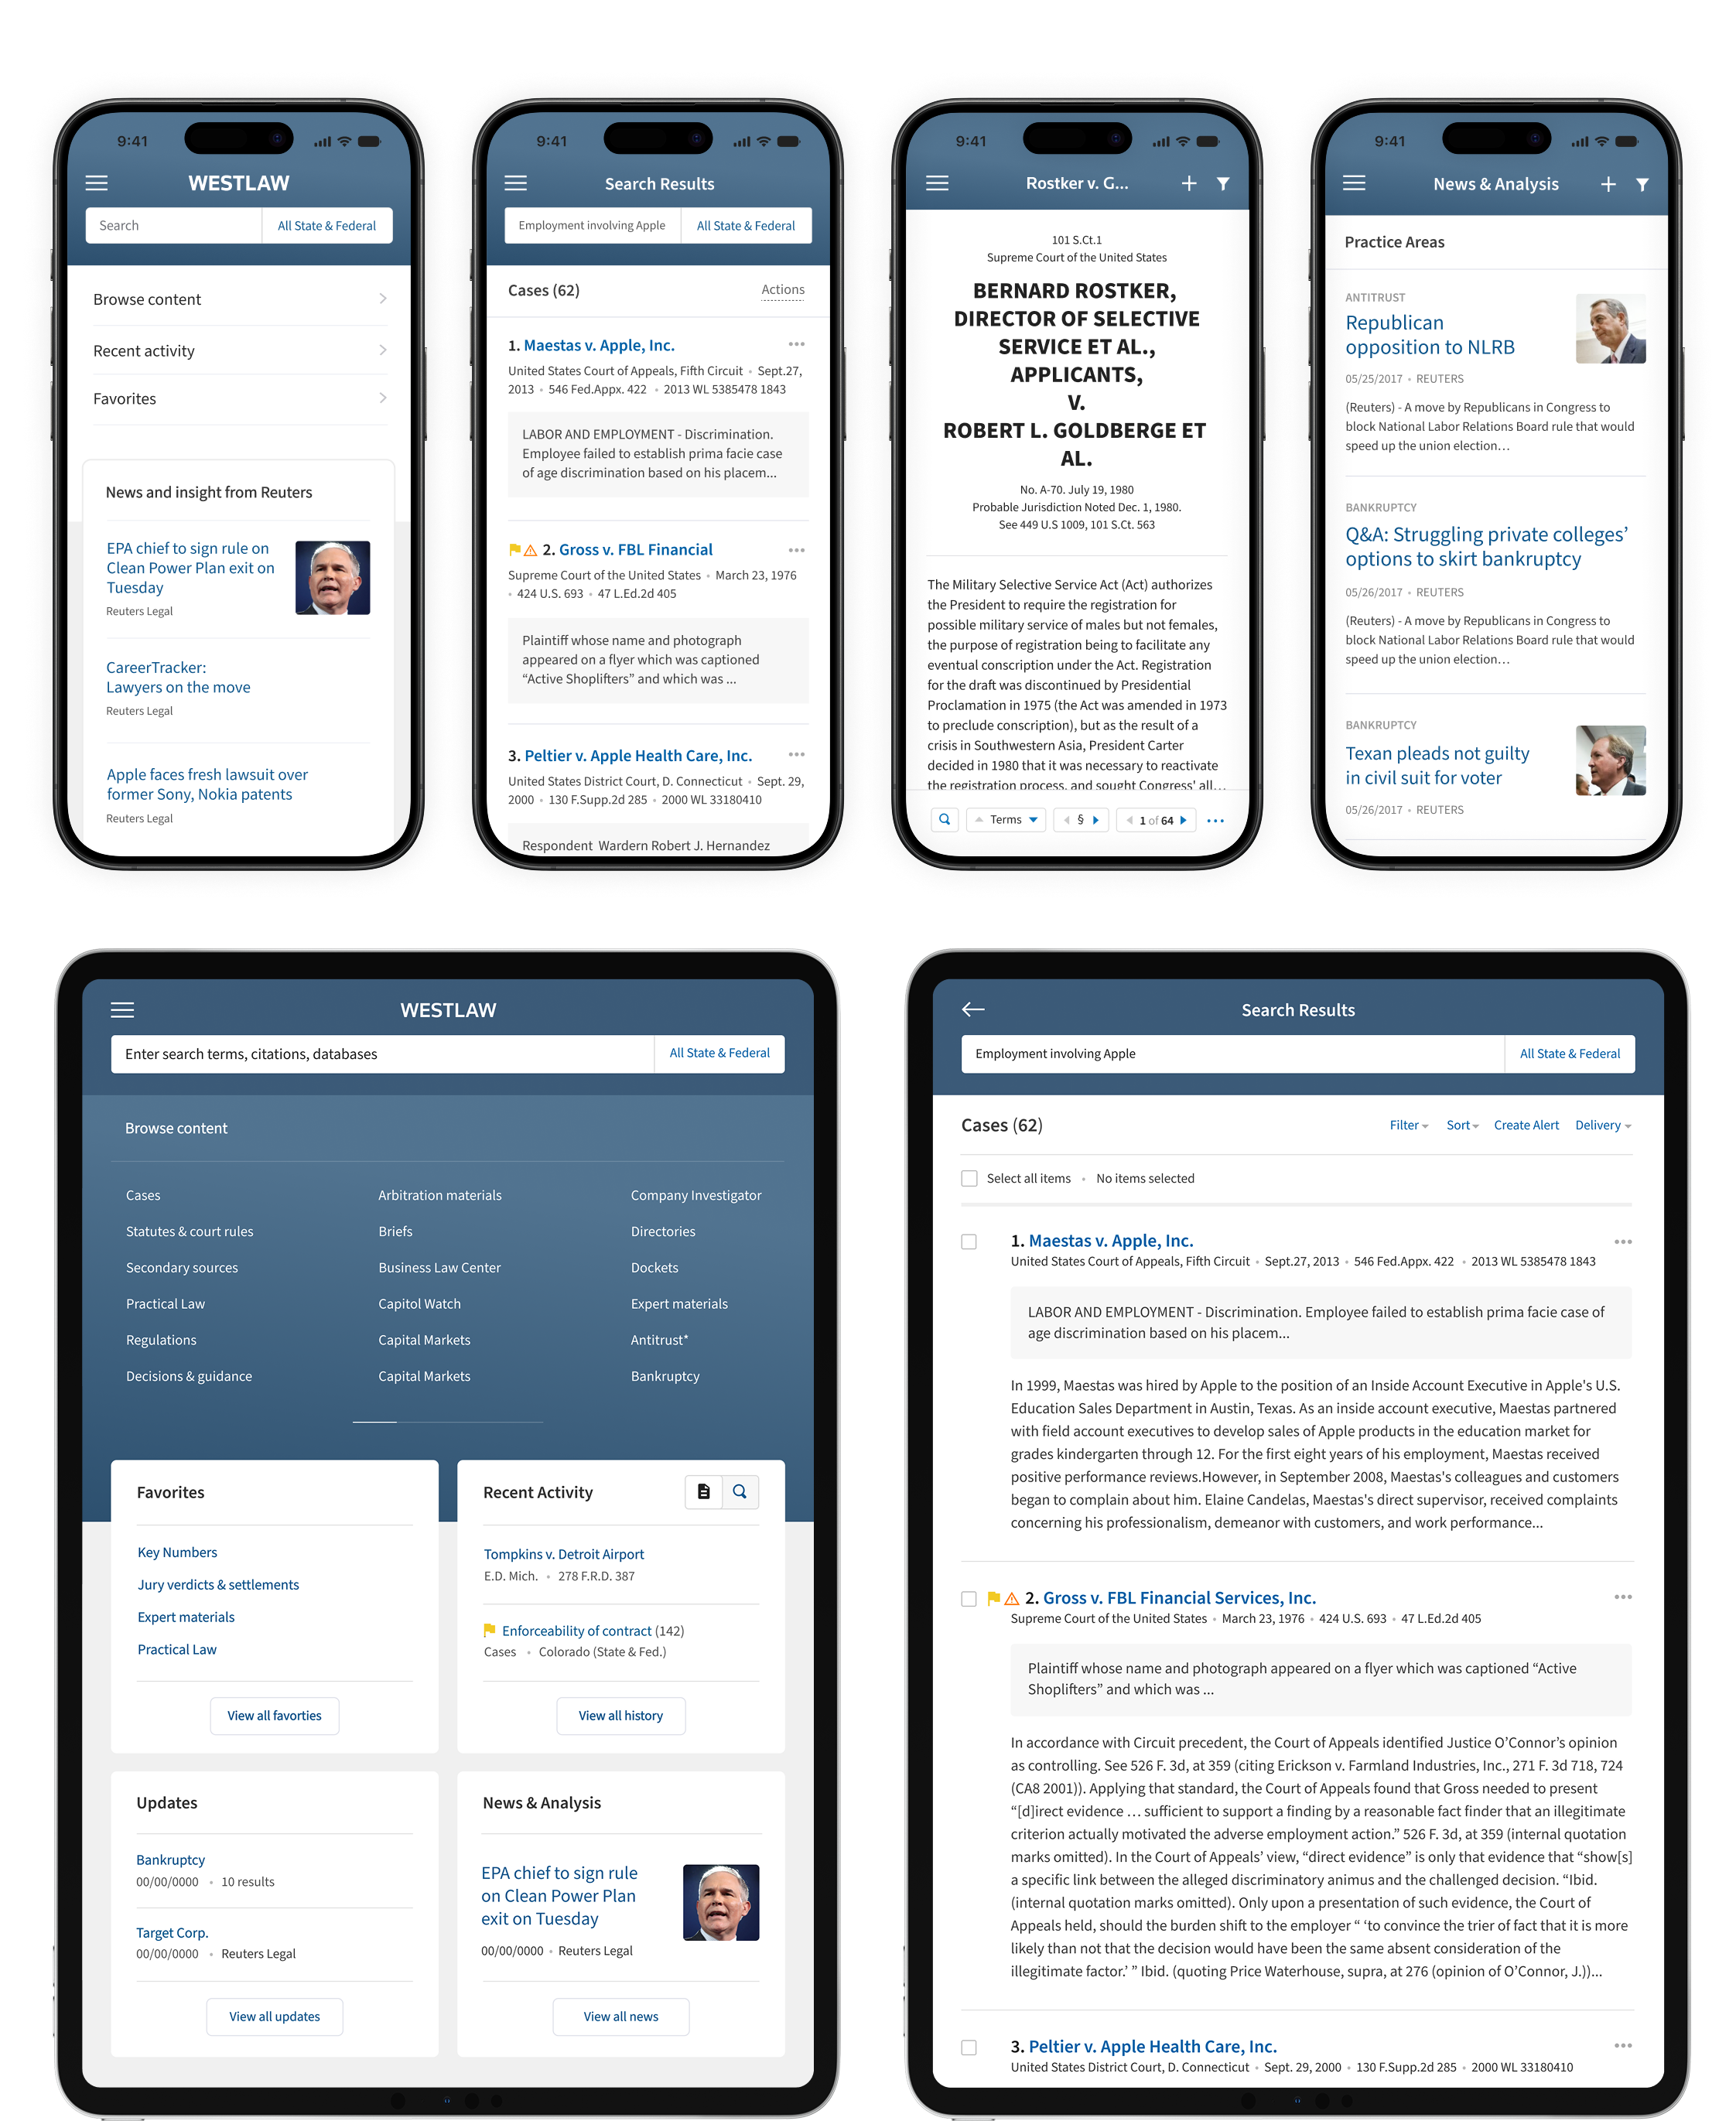 9:41
WESTLAW
Search
All State & Federal
Browse content
Recent activity
Favorites
News and insight from Reuters
EPA chief to sign rule on
Clean Power Plan exit on
Tuesday
Reuters Legal
CareerTracker:
Lawyers on the move
Reuters Legal
Apple faces fresh lawsuit over
former Sony, Nokia patents
Reuters Legal
9:41
Search Results
Employment involving Apple
All State & Federal
Cases (62)
Actions
1. Maestas v. Apple, Inc.
United States Court of Appeals, Fifth Circuit • Sept.27,
2013 • 546 Fed.Appx. 422 • 2013 WL 5385478 1843
LABOR AND EMPLOYMENT - Discrimination.
Employee failed to establish prima facie case
of age discrimination based on his placem...
2. Gross v. FBL Financial
Supreme Court of the United States • March 23, 1976
• 424 U.S. 693 • 47 L.Ed.2d 405
Plaintiff whose name and photograph
appeared on a flyer which was captioned
“Active Shoplifters” and which was ...
3. Peltier v. Apple Health Care, Inc.
United States District Court, D. Connecticut • Sept. 29,
2000 • 130 F.Supp.2d 285 • 2000 WL 33180410
Respondent Wardern Robert J. Hernandez
9:41
Rostker v. G...
101 S.Ct.1
Supreme Court of the United States
BERNARD ROSTKER,
DIRECTOR OF SELECTIVE
SERVICE ET AL.,
APPLICANTS,
V.
ROBERT L. GOLDBERGE ET
AL.
No. A-70. July 19, 1980
Probable Jurisdiction Noted Dec. 1, 1980.
See 449 U.S 1009, 101 S.Ct. 563
The Military Selective Service Act (Act) authorizes
the President to require the registration for
possible military service of males but not females,
the purpose of registration being to facilitate any
eventual conscription under the Act. Registration
for the draft was discontinued by Presidential
Proclamation in 1975 (the Act was amended in 1973
to preclude conscription), but as the result of a
crisis in Southwestern Asia, President Carter
decided in 1980 that it was necessary to reactivate
the registration process, and sought Congress' all...
Terms
§
1 of 64
9:41
News & Analysis
Practice Areas
ANTITRUST
Republican
opposition to NLRB
05/25/2017 • REUTERS
(Reuters) - A move by Republicans in Congress to
block National Labor Relations Board rule that would
speed up the union election…
BANKRUPTCY
Q&A: Struggling private colleges’
options to skirt bankruptcy
05/26/2017 • REUTERS
(Reuters) - A move by Republicans in Congress to
block National Labor Relations Board rule that would
speed up the union election…
BANKRUPTCY
Texan pleads not guilty
in civil suit for voter
05/26/2017 • REUTERS
WESTLAW
Enter search terms, citations, databases
All State & Federal
Browse content
Cases
Arbitration materials
Company Investigator
Statutes & court rules
Briefs
Directories
Secondary sources
Business Law Center
Dockets
Practical Law
Capitol Watch
Expert materials
Regulations
Capital Markets
Antitrust*
Decisions & guidance
Capital Markets
Bankruptcy
Favorites
Key Numbers
Jury verdicts & settlements
Expert materials
Practical Law
View all favorties
Recent Activity
Tompkins v. Detroit Airport
E.D. Mich. • 278 F.R.D. 387
Enforceability of contract (142)
Cases • Colorado (State & Fed.)
View all history
Updates
Bankruptcy
00/00/0000 • 10 results
Target Corp.
00/00/0000 • Reuters Legal
View all updates
News & Analysis
EPA chief to sign rule
on Clean Power Plan
exit on Tuesday
00/00/0000 • Reuters Legal
View all news
Search Results
Employment involving Apple
All State & Federal
Cases (62)
Filter
Sort
Create Alert
Delivery
Select all items • No items selected
1. Maestas v. Apple, Inc.
United States Court of Appeals, Fifth Circuit • Sept.27, 2013 • 546 Fed.Appx. 422 • 2013 WL 5385478 1843
LABOR AND EMPLOYMENT - Discrimination. Employee failed to establish prima facie case of
age discrimination based on his placem...
In 1999, Maestas was hired by Apple to the position of an Inside Account Executive in Apple's U.S.
Education Sales Department in Austin, Texas. As an inside account executive, Maestas partnered
with field account executives to develop sales of Apple products in the education market for
grades kindergarten through 12. For the first eight years of his employment, Maestas received
positive performance reviews.However, in September 2008, Maestas's colleagues and customers
began to complain about him. Elaine Candelas, Maestas's direct supervisor, received complaints
concerning his professionalism, demeanor with customers, and work performance...
2. Gross v. FBL Financial Services, Inc.
Supreme Court of the United States • March 23, 1976 • 424 U.S. 693 • 47 L.Ed.2d 405
Plaintiff whose name and photograph appeared on a flyer which was captioned “Active
Shoplifters” and which was ...
In accordance with Circuit precedent, the Court of Appeals identified Justice O’Connor’s opinion
as controlling. See 526 F. 3d, at 359 (citing Erickson v. Farmland Industries, Inc., 271 F. 3d 718, 724
(CA8 2001)). Applying that standard, the Court of Appeals found that Gross needed to present
“[d]irect evidence … sufficient to support a finding by a reasonable fact finder that an illegitimate
criterion actually motivated the adverse employment action.” 526 F. 3d, at 359 (internal quotation
marks omitted). In the Court of Appeals’ view, “direct evidence” is only that evidence that “show[s]
a specific link between the alleged discriminatory animus and the challenged decision. “Ibid.
(internal quotation marks omitted). Only upon a presentation of such evidence, the Court of
Appeals held, should the burden shift to the employer “ ‘to convince the trier of fact that it is more
likely than not that the decision would have been the same absent consideration of the
illegitimate factor.’ ” Ibid. (quoting Price Waterhouse, supra, at 276 (opinion of O’Connor, J.))...
3. Peltier v. Apple Health Care, Inc.
United States District Court, D. Connecticut • Sept. 29, 2000 • 130 F.Supp.2d 285 • 2000 WL 33180410